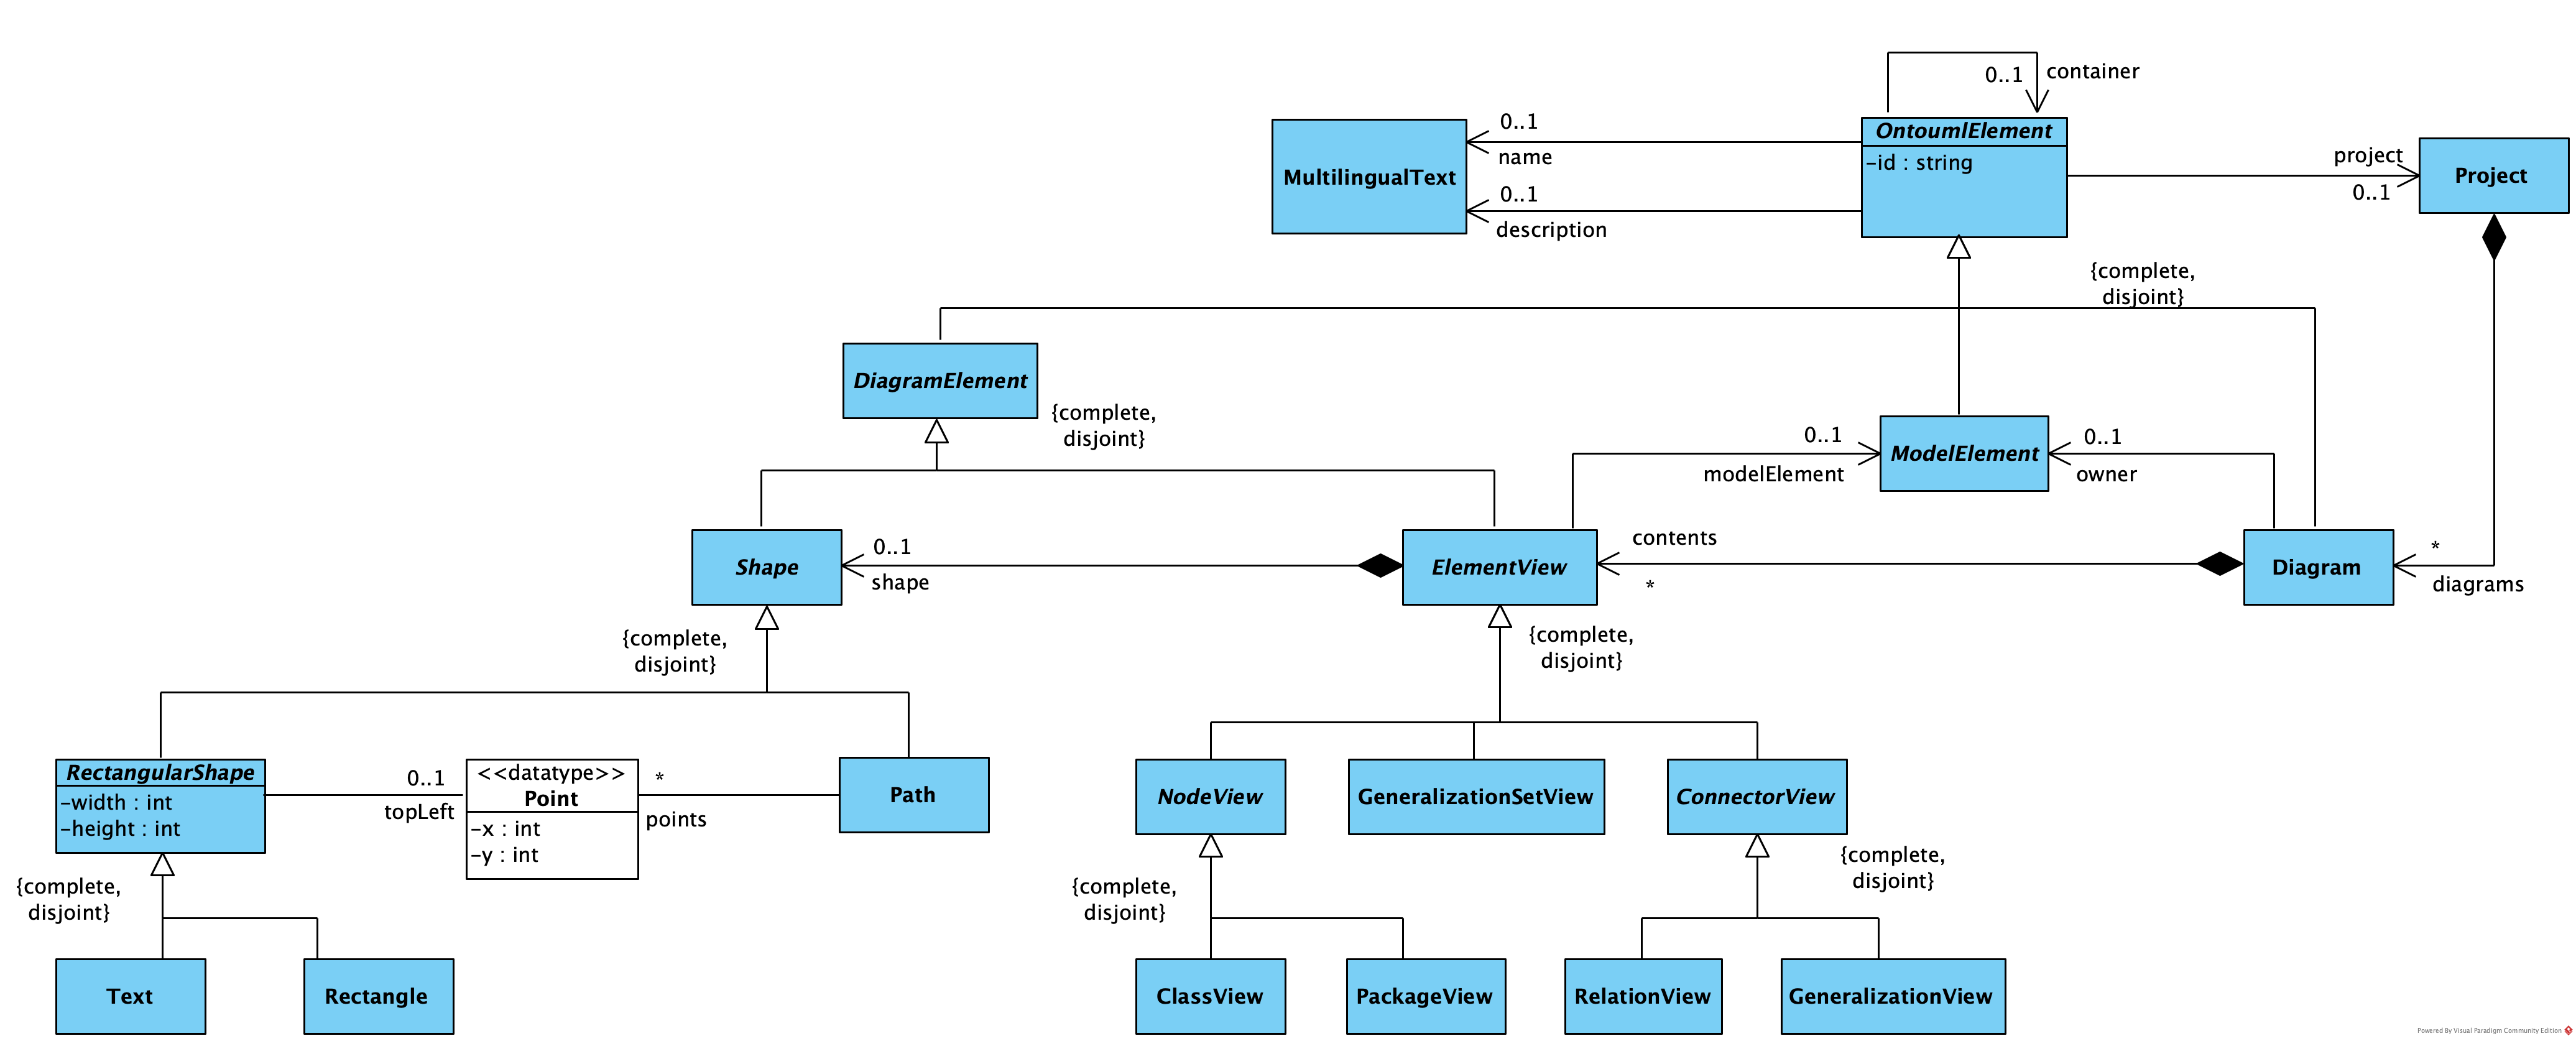 0..1
container
OntoumlElement
-id : string
0..1
name
MultilingualText
0..1
description
project
0..1
Project
{complete,
disjoint}
DiagramElement
{complete,
disjoint}
0..1
modelElement
ModelElement
0..1
owner
Shape
0..1
shape
ElementView
contents
*
Diagram
*
diagrams
{complete,
disjoint}
{complete,
disjoint}
RectangularShape
-width : int
-height : int
0..1
topLeft
<<datatype>>
Point
-x : int
-y : int
*
points
Path
NodeView
GeneralizationSetView
ConnectorView
{complete,
disjoint}
{complete,
disjoint}
{complete,
disjoint}
Text
Rectangle
ClassView
PackageView
RelationView
GeneralizationView
Powered By Visual Paradigm Community Edition